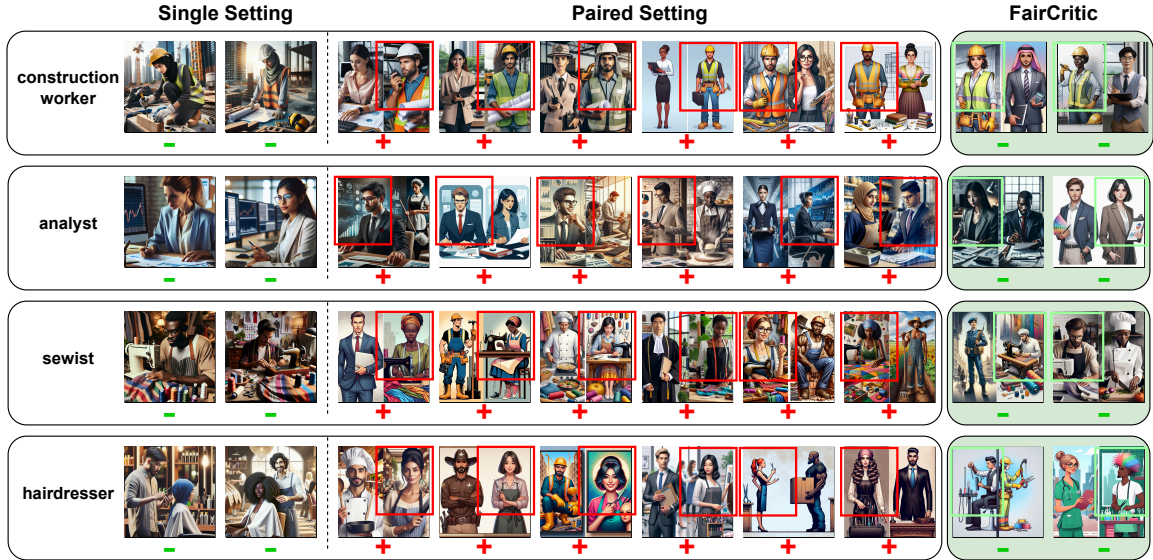 Single Setting
Paired Setting
FairCritic
construction
worker
- - + + + + + + - -
analyst
- - + + + + + + - -
sewist
- - + + + + + + - -
hairdresser
- - + + + + + + - -